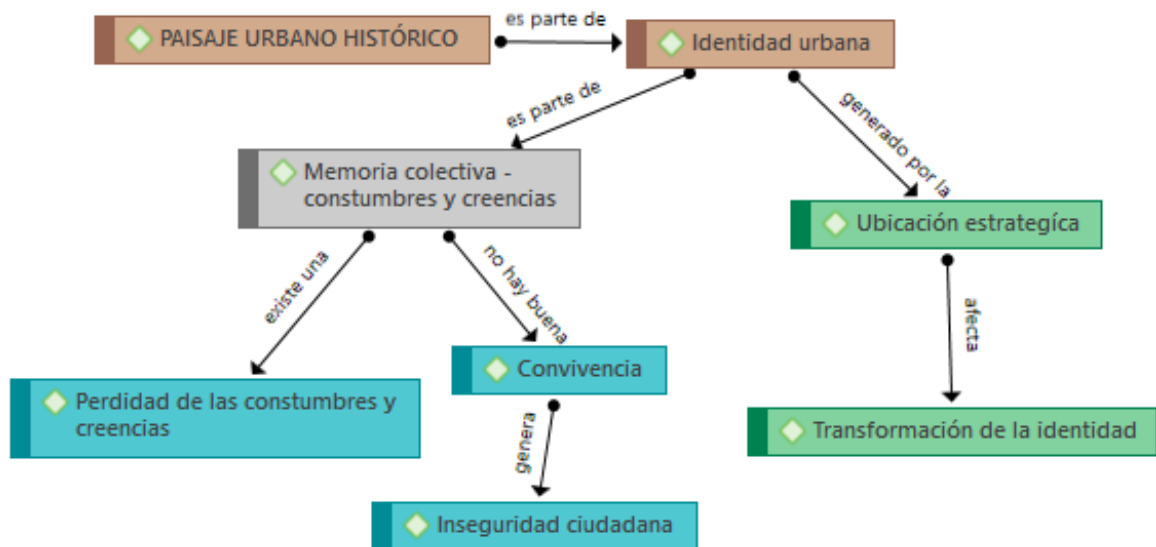 es parte de
PAISAJE URBANO HISTÓRICO
Identidad urbana
es parte de
generado por la
Memoria colectiva -
constumbres y creencias
Ubicación estrategíca
existe una
no hay buena
afecta
Convivencia
Perdidad de las constumbres y
creencias
genera
Transformación de la identidad
Inseguridad ciudadana